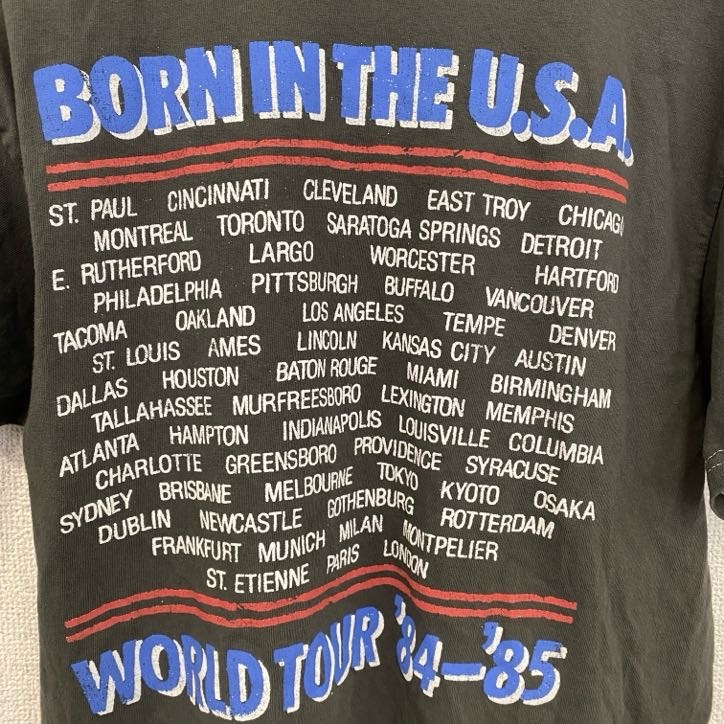 BORN IN THE U.S.A.
ST. PAUL CINCINNATI CLEVELAND EAST TROY CHICAGO
MONTREAL TORONTO SARATOGA SPRINGS DETROIT
E. RUTHERFORD LARGO WORCESTER HARTFORD
PHILADELPHIA PITTSBURGH BUFFALO VANCOUVER
TACOMA OAKLAND LOS ANGELES TEMPE DENVER
ST. LOUIS AMES LINCOLN KANSAS CITY AUSTIN
DALLAS HOUSTON BATON ROUGE MIAMI BIRMINGHAM
TALLAHASSEE MURFREESBORO LEXINGTON MEMPHIS
ATLANTA HAMPTON INDIANAPOLIS LOUISVILLE COLUMBIA
CHARLOTTE GREENSBORO PROVIDENCE SYRACUSE
SYDNEY BRISBANE MELBOURNE TOKYO KYOTO OSAKA
DUBLIN NEWCASTLE GOTHENBURG ROTTERDAM
FRANKFURT MUNICH MILAN MONTPELIER
ST. ETIENNE PARIS LONDON
WORLD TOUR '84–'85